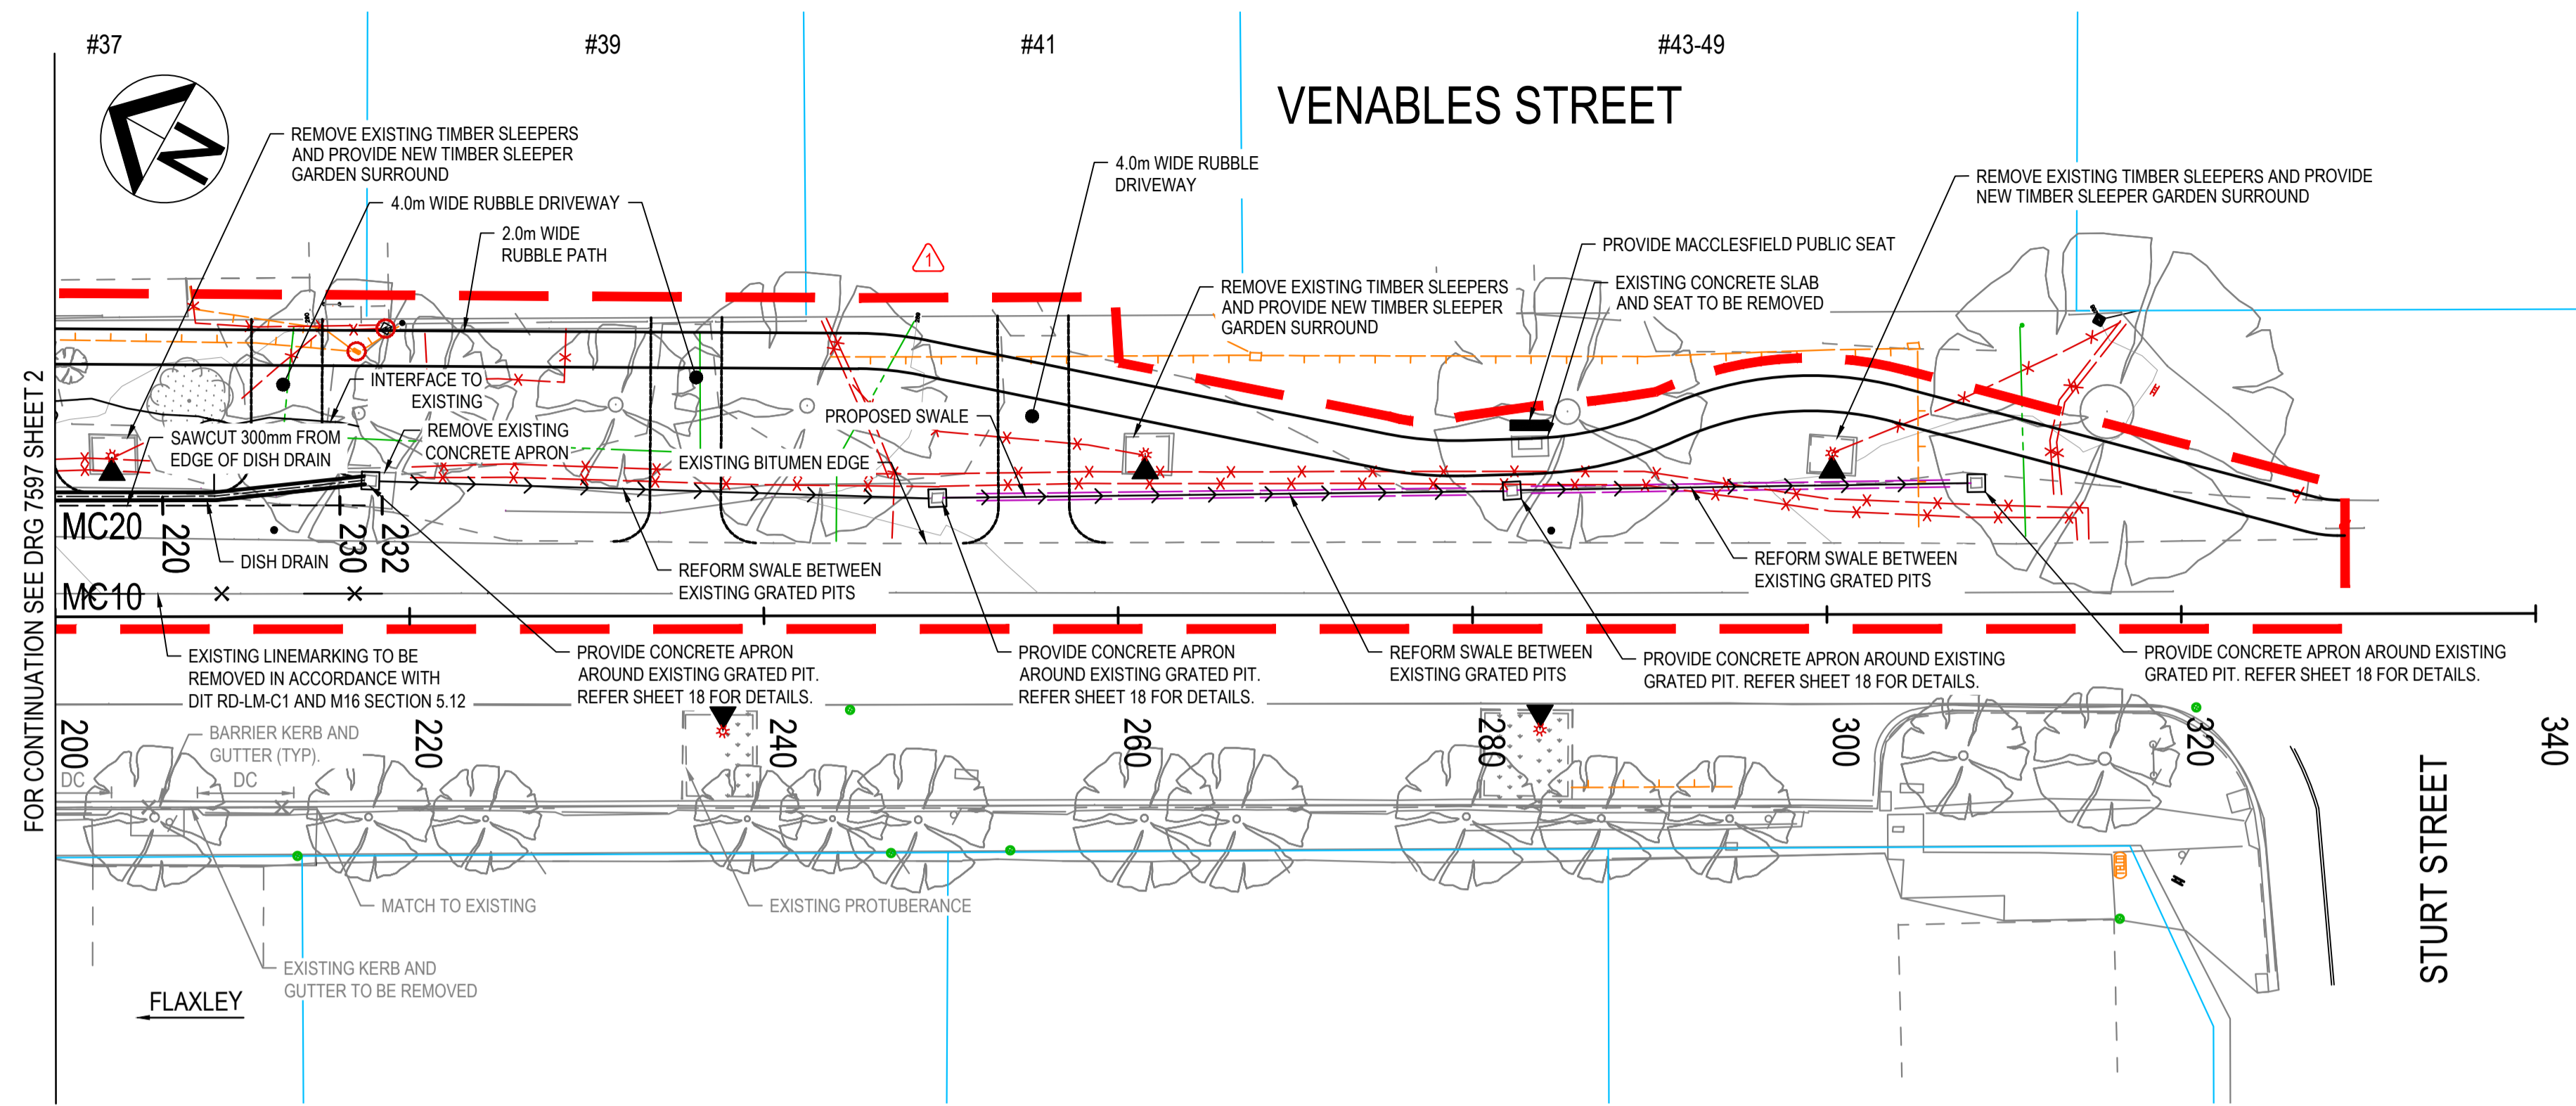 #37
#39
#41
#43-49
VENABLES STREET
N
REMOVE EXISTING TIMBER SLEEPERS
AND PROVIDE NEW TIMBER SLEEPER
GARDEN SURROUND
4.0m WIDE RUBBLE DRIVEWAY
2.0m WIDE
RUBBLE PATH
4.0m WIDE RUBBLE
DRIVEWAY
REMOVE EXISTING TIMBER SLEEPERS AND PROVIDE
NEW TIMBER SLEEPER GARDEN SURROUND
1
PROVIDE MACCLESFIELD PUBLIC SEAT
REMOVE EXISTING TIMBER SLEEPERS
AND PROVIDE NEW TIMBER SLEEPER
GARDEN SURROUND
EXISTING CONCRETE SLAB
AND SEAT TO BE REMOVED
INTERFACE TO
EXISTING
SAWCUT 300mm FROM
EDGE OF DISH DRAIN
REMOVE EXISTING
CONCRETE APRON
PROPOSED SWALE
EXISTING BITUMEN EDGE
FOR CONTINUATION SEE DRG 7597 SHEET 2
MC20
220
230
232
DISH DRAIN
MC10
REFORM SWALE BETWEEN
EXISTING GRATED PITS
REFORM SWALE BETWEEN
EXISTING GRATED PITS
EXISTING LINEMARKING TO BE
REMOVED IN ACCORDANCE WITH
DIT RD-LM-C1 AND M16 SECTION 5.12
PROVIDE CONCRETE APRON
AROUND EXISTING GRATED PIT.
REFER SHEET 18 FOR DETAILS.
PROVIDE CONCRETE APRON
AROUND EXISTING GRATED PIT.
REFER SHEET 18 FOR DETAILS.
REFORM SWALE BETWEEN
EXISTING GRATED PITS
PROVIDE CONCRETE APRON AROUND EXISTING
GRATED PIT. REFER SHEET 18 FOR DETAILS.
PROVIDE CONCRETE APRON AROUND EXISTING
GRATED PIT. REFER SHEET 18 FOR DETAILS.
200
220
240
260
280
300
320
340
BARRIER KERB AND
GUTTER (TYP).
DC
DC
MATCH TO EXISTING
EXISTING PROTUBERANCE
EXISTING KERB AND
GUTTER TO BE REMOVED
FLAXLEY
STURT STREET